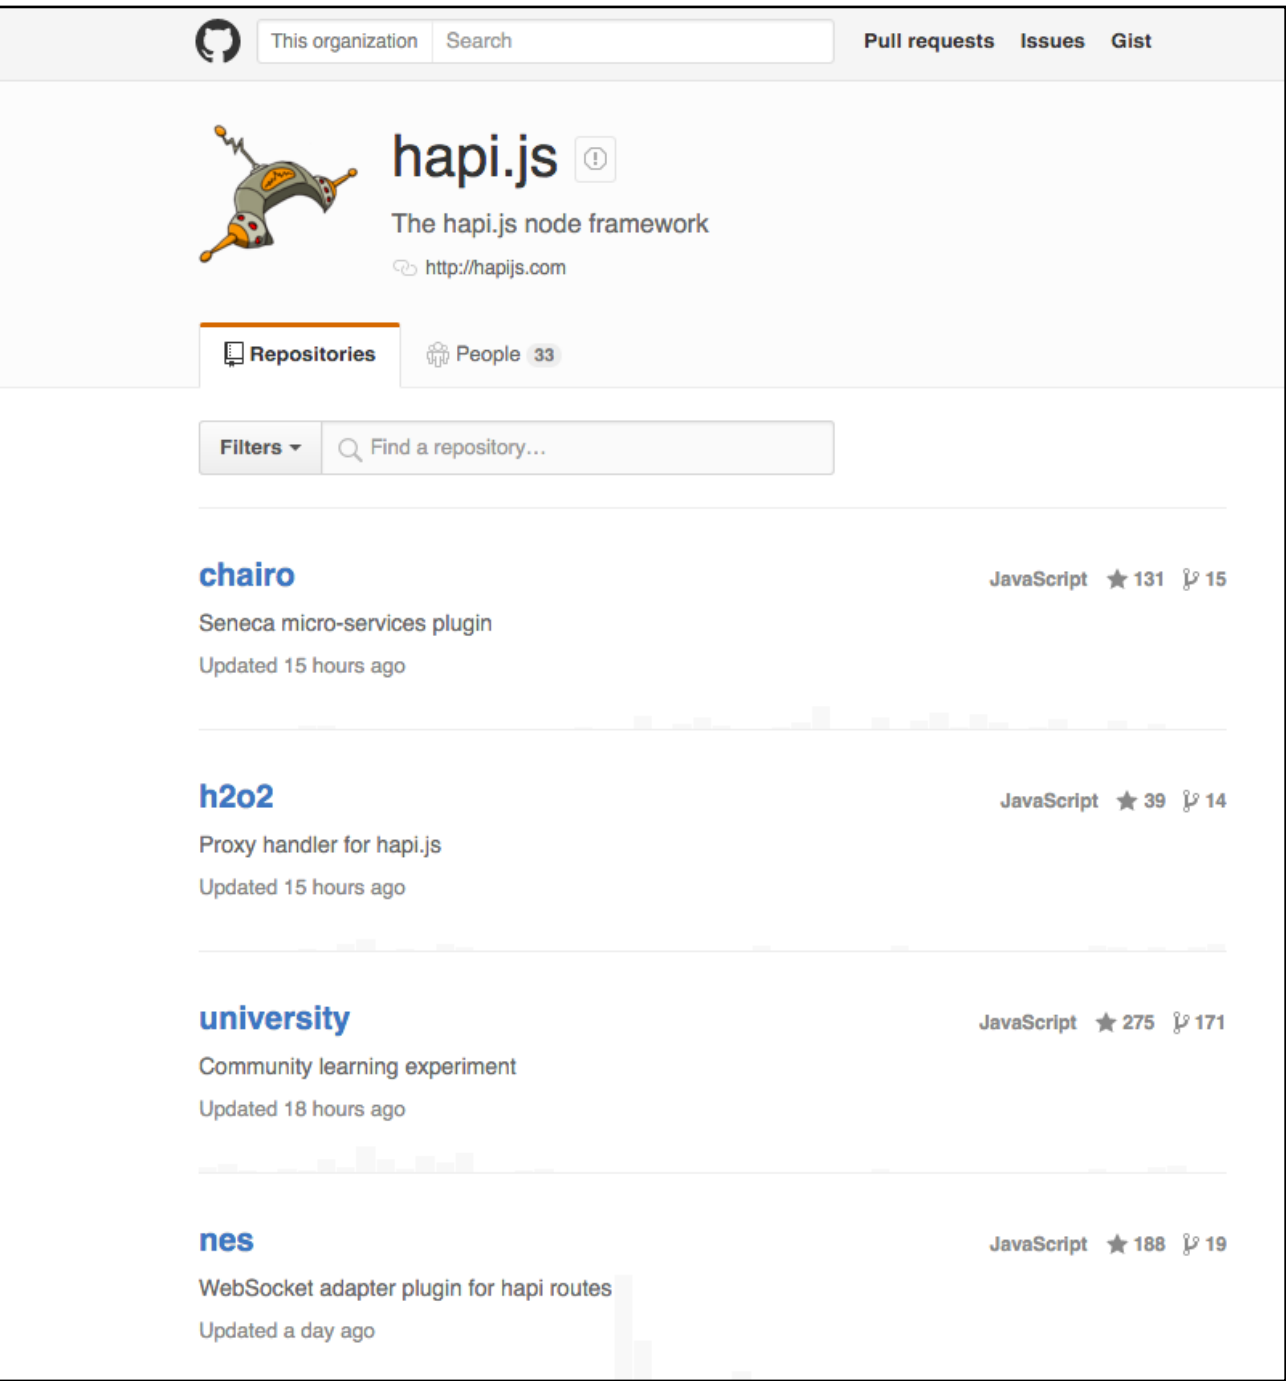 This organization Search Pull requests Issues Gist
hapi.js
The hapi.js node framework
http://hapijs.com
Repositories People 33
Filters Find a repository…
chairo JavaScript 131 15
Seneca micro-services plugin
Updated 15 hours ago
h2o2 JavaScript 39 14
Proxy handler for hapi.js
Updated 15 hours ago
university JavaScript 275 171
Community learning experiment
Updated 18 hours ago
nes JavaScript 188 19
WebSocket adapter plugin for hapi routes
Updated a day ago